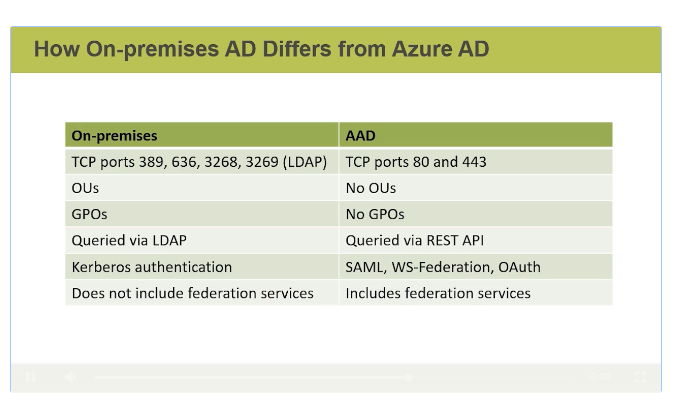 How On-premises AD Differs from Azure AD
On-premises AAD
TCP ports 389, 636, 3268, 3269 (LDAP) TCP ports 80 and 443
OUs No OUs
GPOs No GPOs
Queried via LDAP Queried via REST API
Kerberos authentication SAML, WS-Federation, OAuth
Does not include federation services Includes federation services